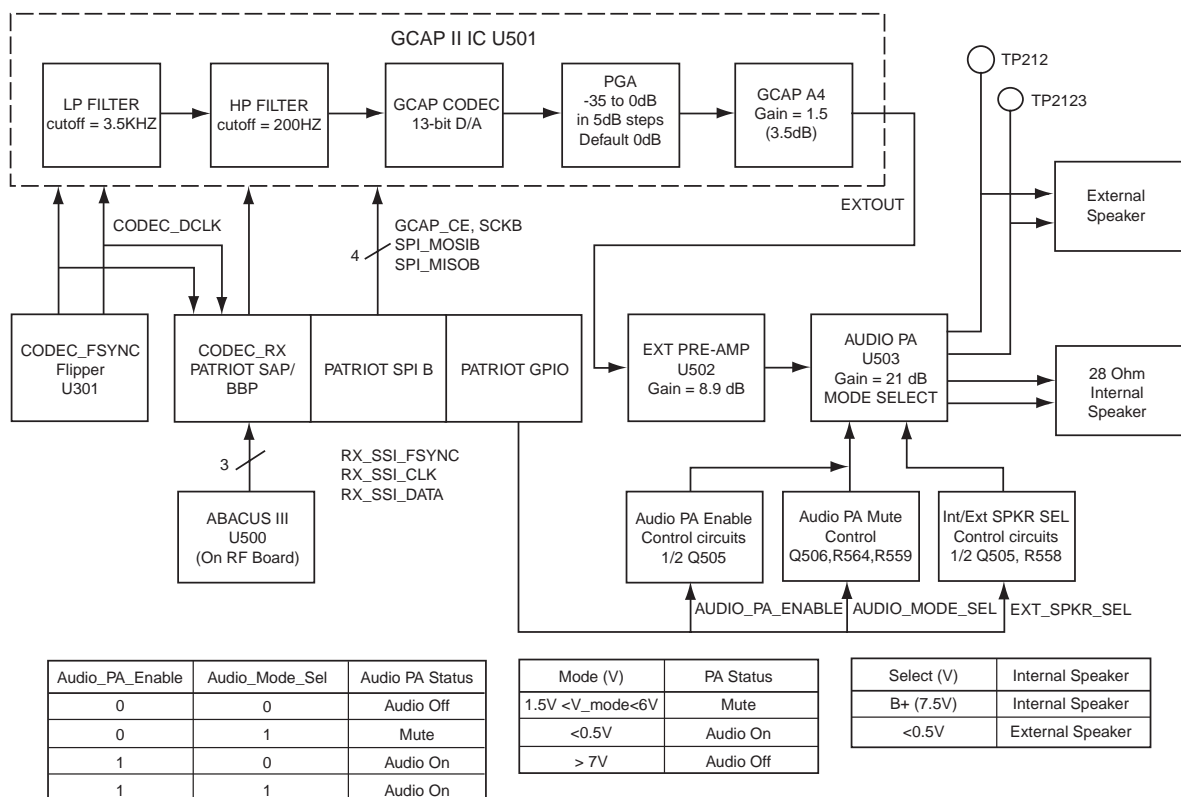 GCAP II IC U501
LP FILTER
cutoff = 3.5KHZ
HP FILTER
cutoff = 200HZ
GCAP CODEC
13-bit D/A
PGA
-35 to 0dB
in 5dB steps
Default 0dB
GCAP A4
Gain = 1.5
(3.5dB)
TP212
TP2123
External
Speaker
EXTOUT
CODEC_DCLK
4
GCAP_CE, SCKB
SPI_MOSIB
SPI_MISOB
CODEC_FSYNC
Flipper
U301
CODEC_RX
PATRIOT SAP/
BBP
PATRIOT SPI B
PATRIOT GPIO
EXT PRE-AMP
U502
Gain = 8.9 dB
AUDIO PA
U503
Gain = 21 dB
MODE SELECT
28 Ohm
Internal
Speaker
3
RX_SSI_FSYNC
RX_SSI_CLK
RX_SSI_DATA
ABACUS III
U500
(On RF Board)
Audio PA Enable
Control circuits
1/2 Q505
Audio PA Mute
Control
Q506,R564,R559
Int/Ext SPKR SEL
Control circuits
1/2 Q505, R558
AUDIO_PA_ENABLE
AUDIO_MODE_SEL
EXT_SPKR_SEL
Audio_PA_Enable Audio_Mode_Sel Audio PA Status
0 0 Audio Off
0 1 Mute
1 0 Audio On
1 1 Audio On
Mode (V) PA Status
1.5V <V_mode<6V Mute
<0.5V Audio On
> 7V Audio Off
Select (V) Internal Speaker
B+ (7.5V) Internal Speaker
<0.5V External Speaker